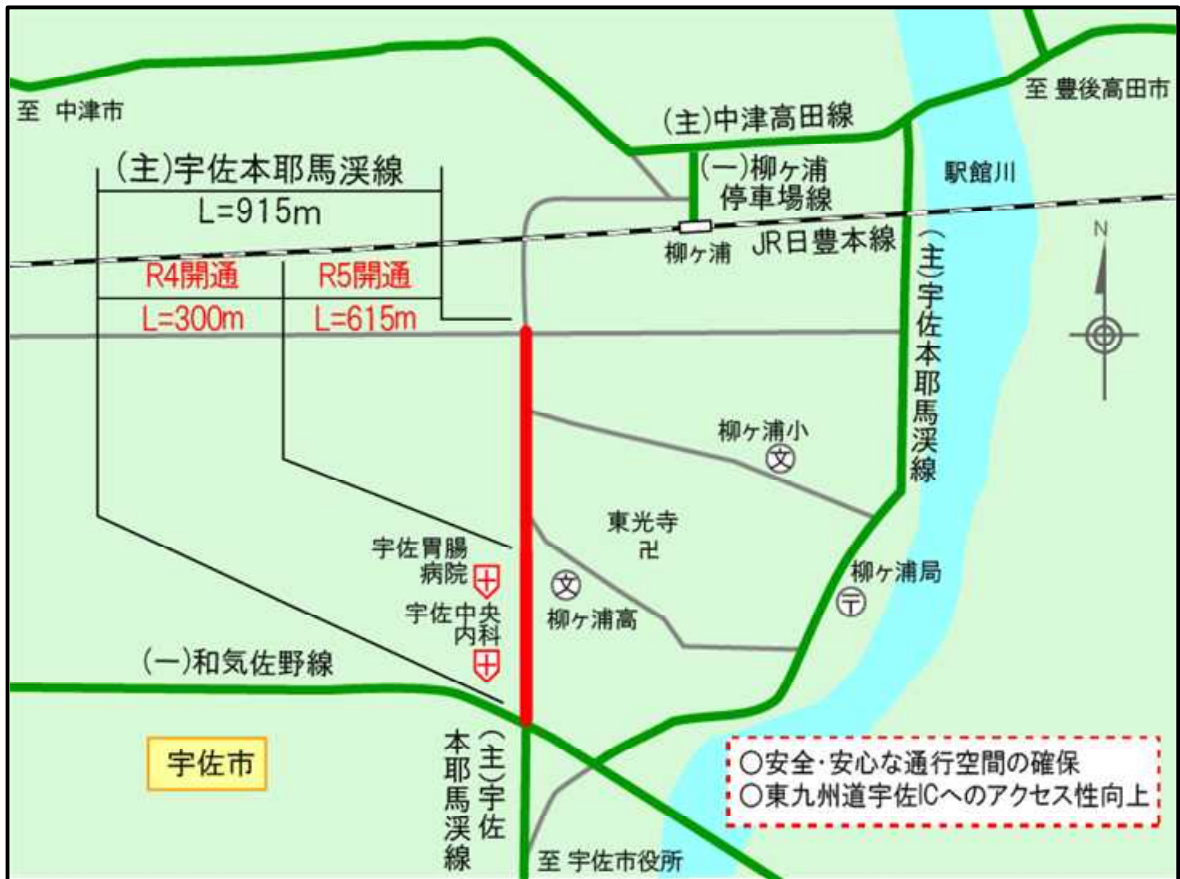 至 中津市
(主)中津高田線
至 豊後高田市
(主)宇佐本耶馬渓線
L=915m
(一)柳ヶ浦
停車場線
駅館川
柳ヶ浦
JR日豊本線
N
R4開通
R5開通
L=300m
L=615m
(主)宇佐本耶馬渓線
柳ヶ浦小
文
東光寺
卍
宇佐胃腸
病院
文
柳ヶ浦高
柳ヶ浦局
〒
宇佐中央
内科
(一)和気佐野線
宇佐市
(主)宇佐
本耶馬渓線
○安全・安心な通行空間の確保
○東九州道宇佐ICへのアクセス性向上
至 宇佐市役所